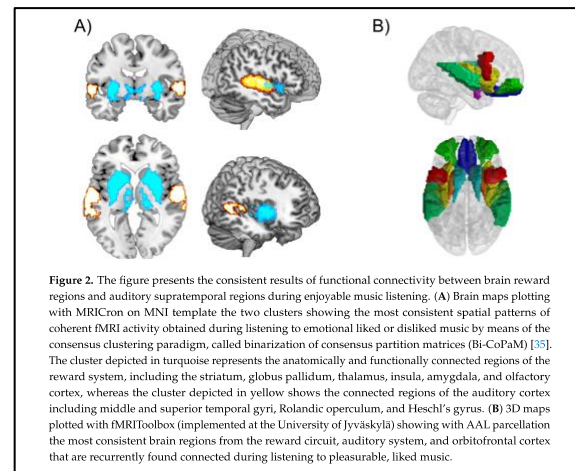 A)
B)
Figure 2. The figure presents the consistent results of functional connectivity between brain reward
regions and auditory supratemporal regions during enjoyable music listening. (A) Brain maps plotting
with MRICron on MNI template the two clusters showing the most consistent spatial patterns of
coherent fMRI activity obtained during listening to emotional liked or disliked music by means of the
consensus clustering paradigm, called binarization of consensus partition matrices (Bi-CoPaM) [35].
The cluster depicted in turquoise represents the anatomically and functionally connected regions of the
reward system, including the striatum, globus pallidum, thalamus, insula, amygdala, and olfactory
cortex, whereas the cluster depicted in yellow shows the connected regions of the auditory cortex
including middle and superior temporal gyri, Rolandic operculum, and Heschl's gyrus. (B) 3D maps
plotted with fMRIToolbox (implemented at the University of Jyväskylä) showing with AAL parcellation
the most consistent brain regions from the reward circuit, auditory system, and orbitofrontal cortex
that are recurrently found connected during listening to pleasurable, liked music.